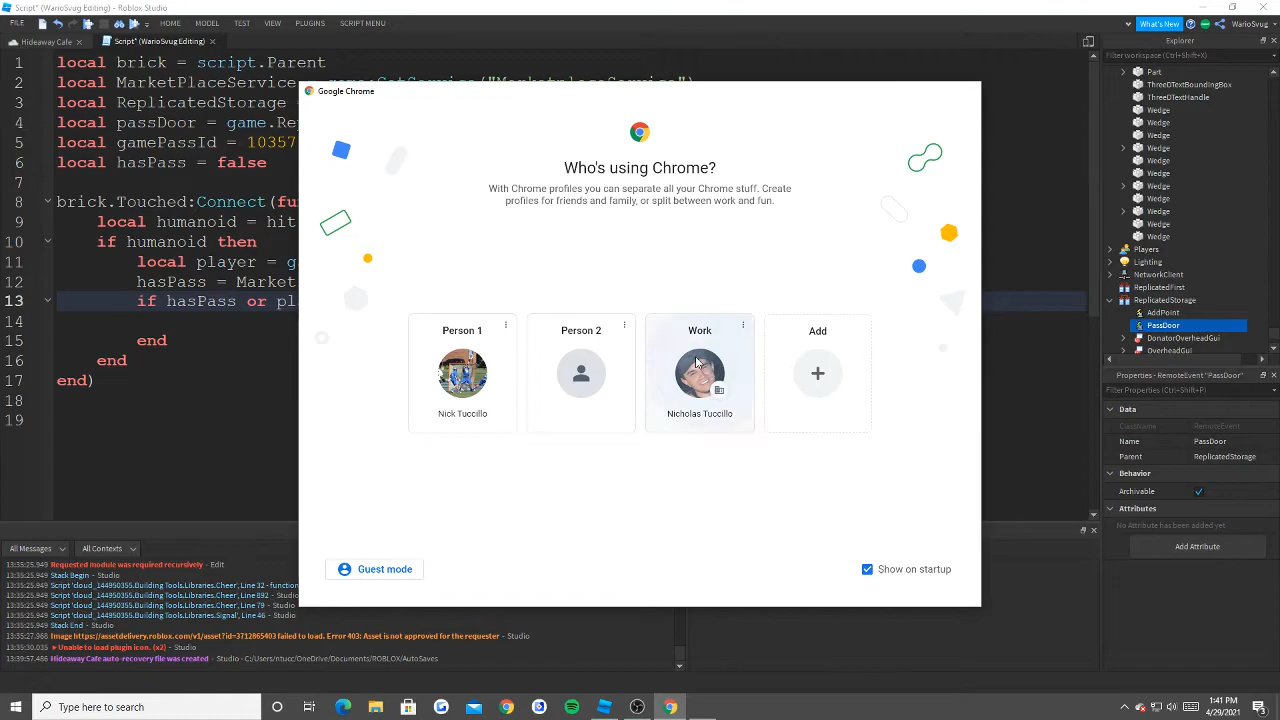 Script* (WarioSvug Editing) - Roblox Studio
FILE
HOME MODEL TEST VIEW PLUGINS SCRIPT MENU
What's New
WarioSvug
Hideaway Cafe
Script* (WarioSvug Editing)
Explorer
Filter workspace (Ctrl+Shift+X)
1 local brick = script.Parent
2 local MarketPlaceService
3 local ReplicatedStorage
4 local passDoor = game.Re
5 local gamePassId = 10357
6 local hasPass = false
7
8 brick.Touched:Connect(fu
9 local humanoid = hit
10 if humanoid then
11 local player = g
12 hasPass = Market
13 if hasPass or pl
14 end
15 end
16 end
17 end)
18
19
Google Chrome
Who's using Chrome?
With Chrome profiles you can separate all your Chrome stuff. Create
profiles for friends and family, or split between work and fun.
Person 1
Nick Tuccillo
Person 2
Work
Nicholas Tuccillo
Add
Guest mode
Show on startup
Part
ThreeDTextBoundingBox
ThreeDTextHandle
Wedge
Wedge
Wedge
Wedge
Wedge
Wedge
Wedge
Wedge
Wedge
Wedge
Wedge
Players
Lighting
NetworkClient
ReplicatedFirst
ReplicatedStorage
AddPoint
PassDoor
DonatorOverheadGui
OverheadGui
Properties - RemoteEvent "PassDoor"
Filter Properties (Ctrl+Shift+P)
Data
ClassName RemoteEvent
Name PassDoor
Parent ReplicatedStorage
Behavior
Archivable
Attributes
No Attribute has been added yet
Add Attribute
All Messages All Contexts
13:35:25.949 Requested module was required recursively - Edit
13:35:25.949 Stack Begin - Studio
13:35:25.949 Script 'cloud_144950355.Building Tools.Libraries.Cheer', Line 32 - function
13:35:25.949 Script 'cloud_144950355.Building Tools.Libraries.Cheer', Line 892 -
13:35:25.949 Script 'cloud_144950355.Building Tools.Libraries.Cheer', Line 79 - Studio
13:35:25.949 Script 'cloud_144950355.Building Tools.Libraries.Signal', Line 46 - Studio
13:35:25.949 Stack End - Studio
13:35:27.968 Image https://assetdelivery.roblox.com/v1/asset?id=3712865403 failed to load. Error 403: Asset is not approved for the requester - Studio
13:35:30.035 Unable to load plugin icon. (x2) - Studio
13:39:57.486 Hideaway Cafe auto-recovery file was created - Studio - C:/Users/ntucc/OneDrive/Documents/ROBLOX/AutoSaves
Type here to search
1:41 PM
4/29/2021